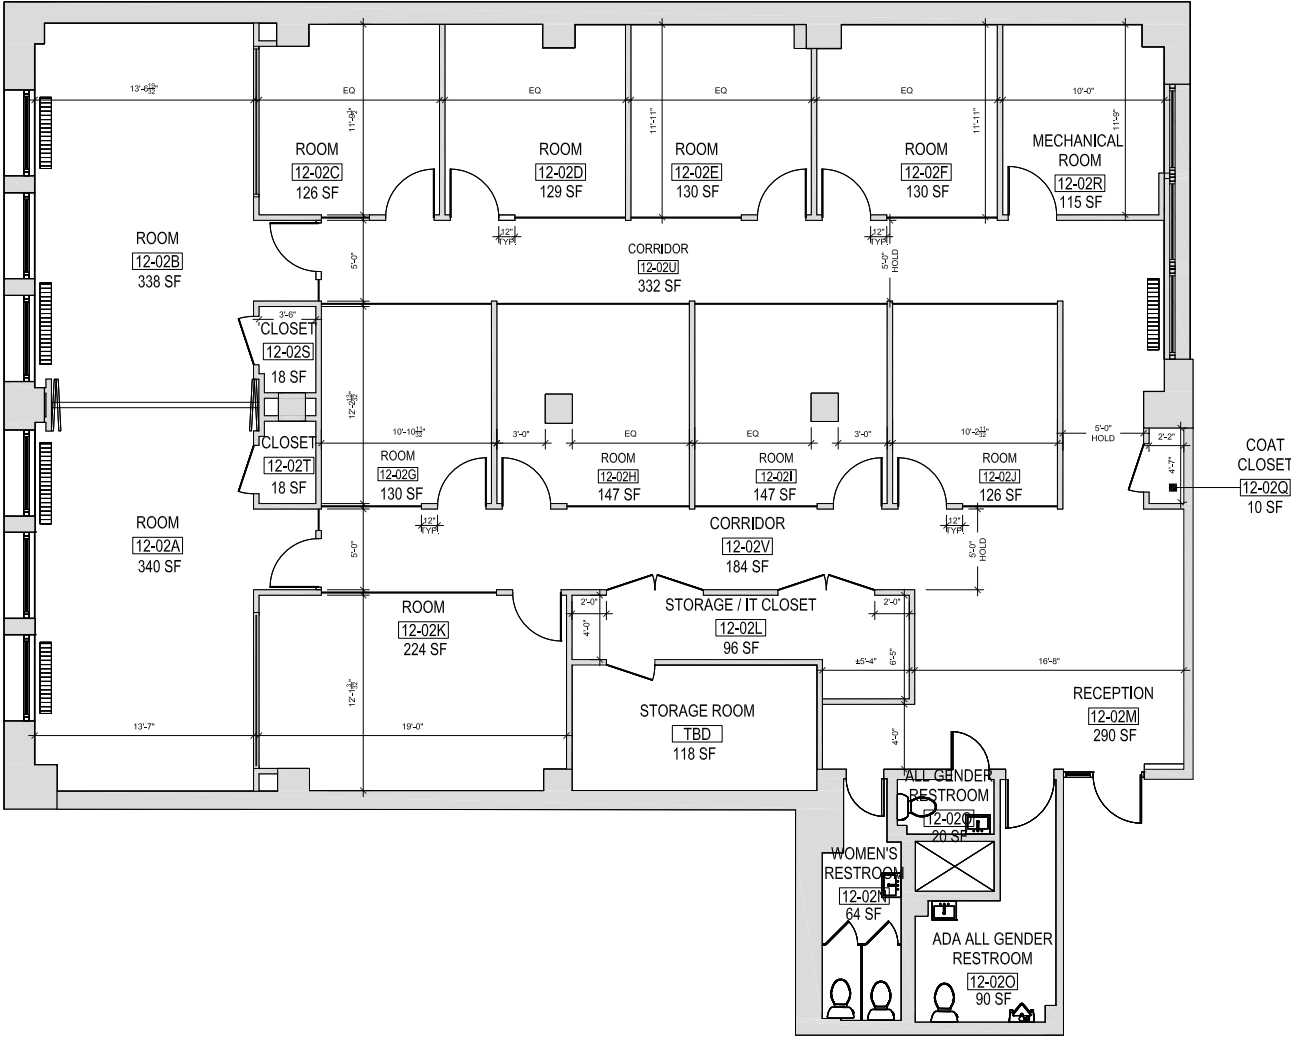 13'-6 19/32"
EQ
EQ
EQ
EQ
10'-0"
11'-9 1/2"
11'-11"
11'-11"
11'-9"
ROOM
12-02C
126 SF
ROOM
12-02D
129 SF
ROOM
12-02E
130 SF
ROOM
12-02F
130 SF
MECHANICAL
ROOM
12-02R
115 SF
ROOM
12-02B
338 SF
12"
TYP.
12"
TYP.
5'-0"
CORRIDOR
12-02U
332 SF
5'-0"
HOLD
3'-6"
CLOSET
12-02S
18 SF
CLOSET
12-02T
18 SF
10'-10 11/32"
3'-0"
EQ
EQ
3'-0"
10'-2 11/32"
5'-0"
HOLD
2'-2"
4'-7"
COAT
CLOSET
12-02Q
10 SF
ROOM
12-02G
130 SF
ROOM
12-02H
147 SF
ROOM
12-02I
147 SF
ROOM
12-02J
126 SF
12"
TYP.
12"
TYP.
ROOM
12-02A
340 SF
5'-0"
CORRIDOR
12-02V
184 SF
5'-0"
HOLD
ROOM
12-02K
224 SF
2'-0"
4'-0"
STORAGE / IT CLOSET
12-02L
96 SF
2'-0"
6'-5"
±5'-4"
16'-8"
13'-7"
19'-0"
STORAGE ROOM
TBD
118 SF
RECEPTION
12-02M
290 SF
4'-0"
ALL GENDER
RESTROOM
20 SF
WOMEN'S
RESTROOM
12-02N
64 SF
ADA ALL GENDER
RESTROOM
12-02O
90 SF